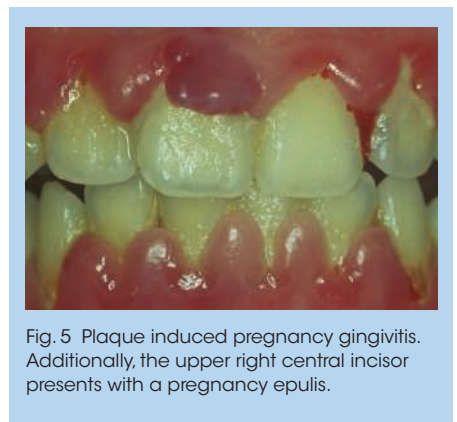 Fig. 5 Plaque induced pregnancy gingivitis.
Additionally, the upper right central incisor
presents with a pregnancy epulis.